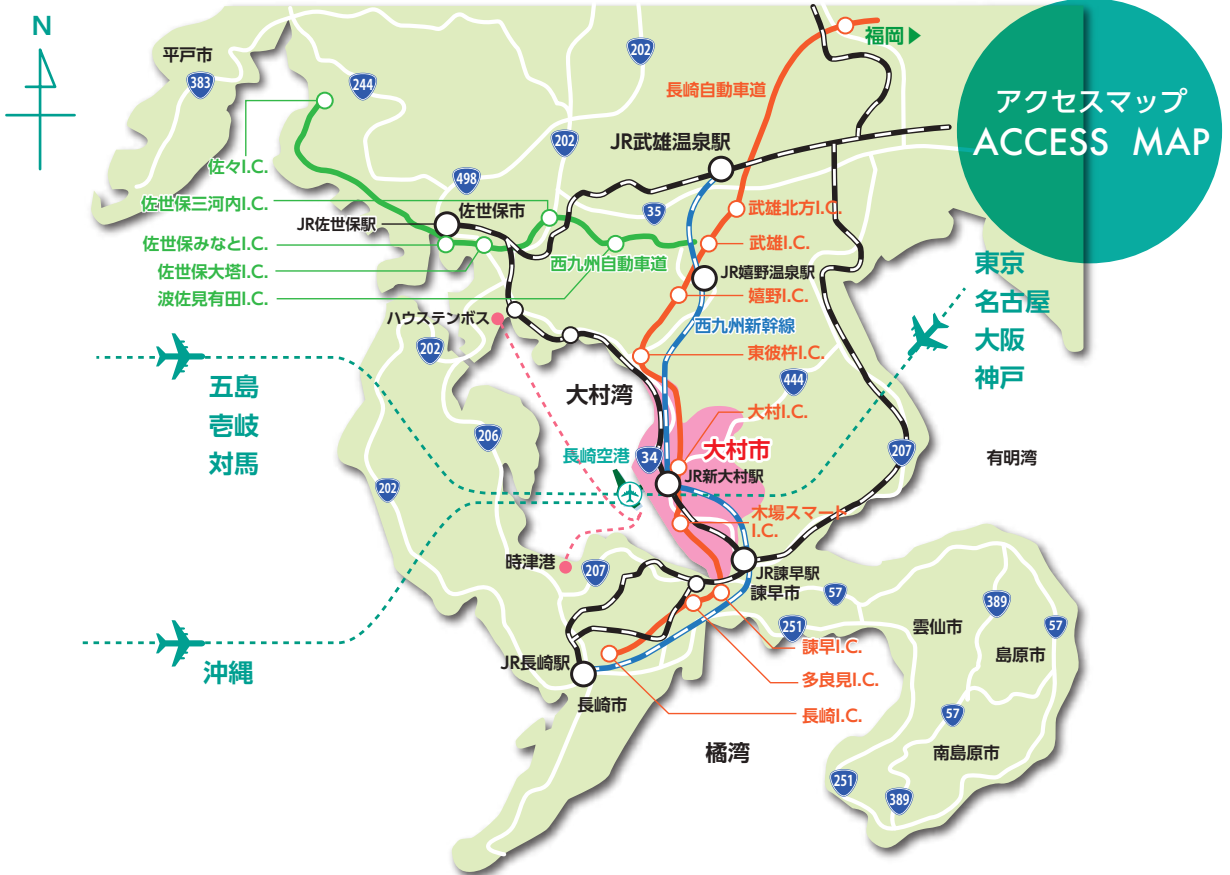 N
アクセスマップ
ACCESS MAP
福岡▶
平戸市
383
244
202
長崎自動車道
JR武雄温泉駅
202
佐々I.C.
498
佐世保三河内I.C.
佐世保市
35
武雄北方I.C.
JR佐世保駅
佐世保みなとI.C.
武雄I.C.
佐世保大塔I.C.
西九州自動車道
JR嬉野温泉駅
波佐見有田I.C.
嬉野I.C.
ハウステンボス
西九州新幹線
202
東彼杵I.C.
東京
名古屋
大阪
神戸
五島
壱岐
対馬
大村湾
444
大村I.C.
206
34
大村市
207
有明湾
長崎空港
JR新大村駅
202
木場スマート
I.C.
時津港
207
JR諫早駅
諫早市
57
389
251
雲仙市
57
諫早I.C.
島原市
沖縄
JR長崎駅
多良見I.C.
長崎市
長崎I.C.
57
橘湾
南島原市
251
389